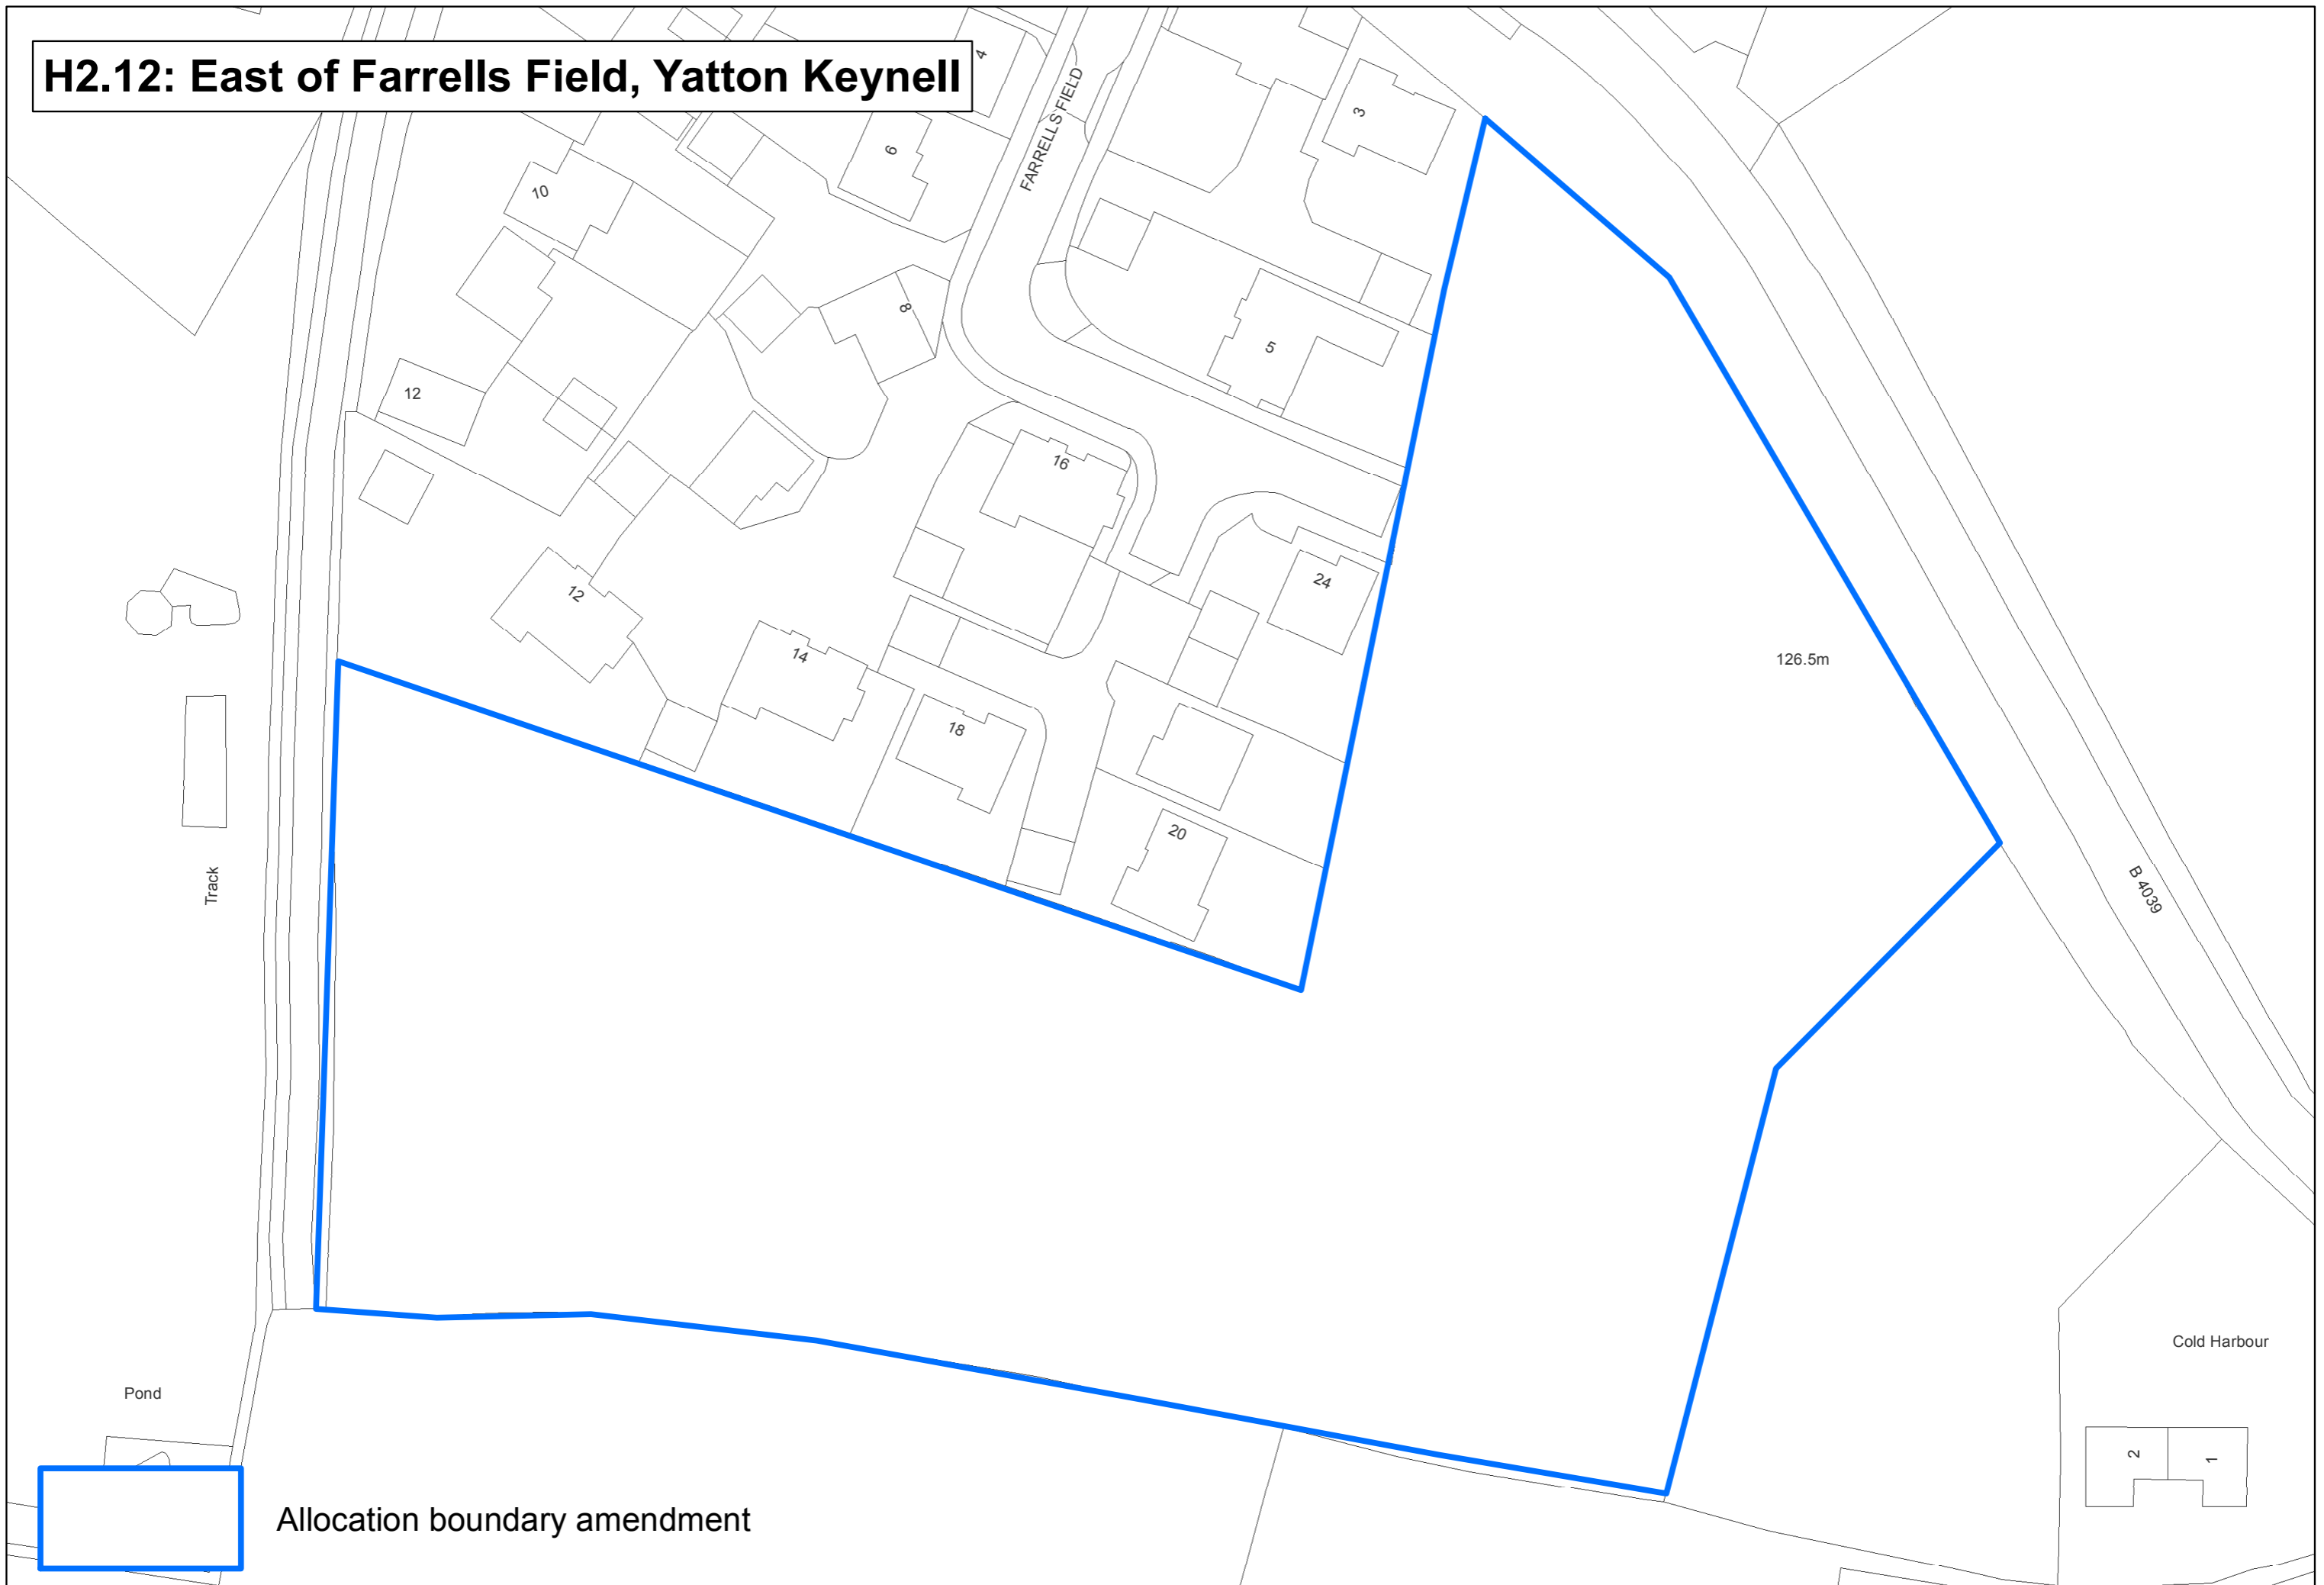 H2.12: East of Farrells Field, Yatton Keynell
4
FARRELLS FIELD
3
6
10
8
5
12
16
12
24
14
126.5m
18
20
Track
B 4039
Cold Harbour
Pond
2
1
Allocation boundary amendment